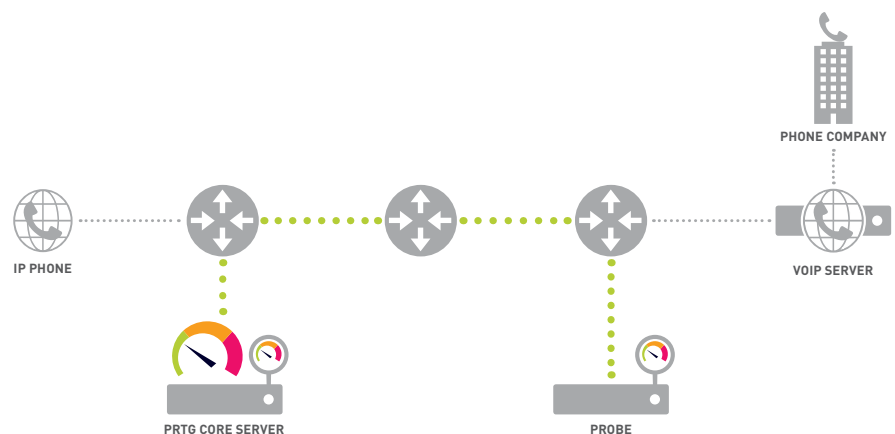 PHONE COMPANY
IP PHONE
VOIP SERVER
PRTG CORE SERVER
PROBE